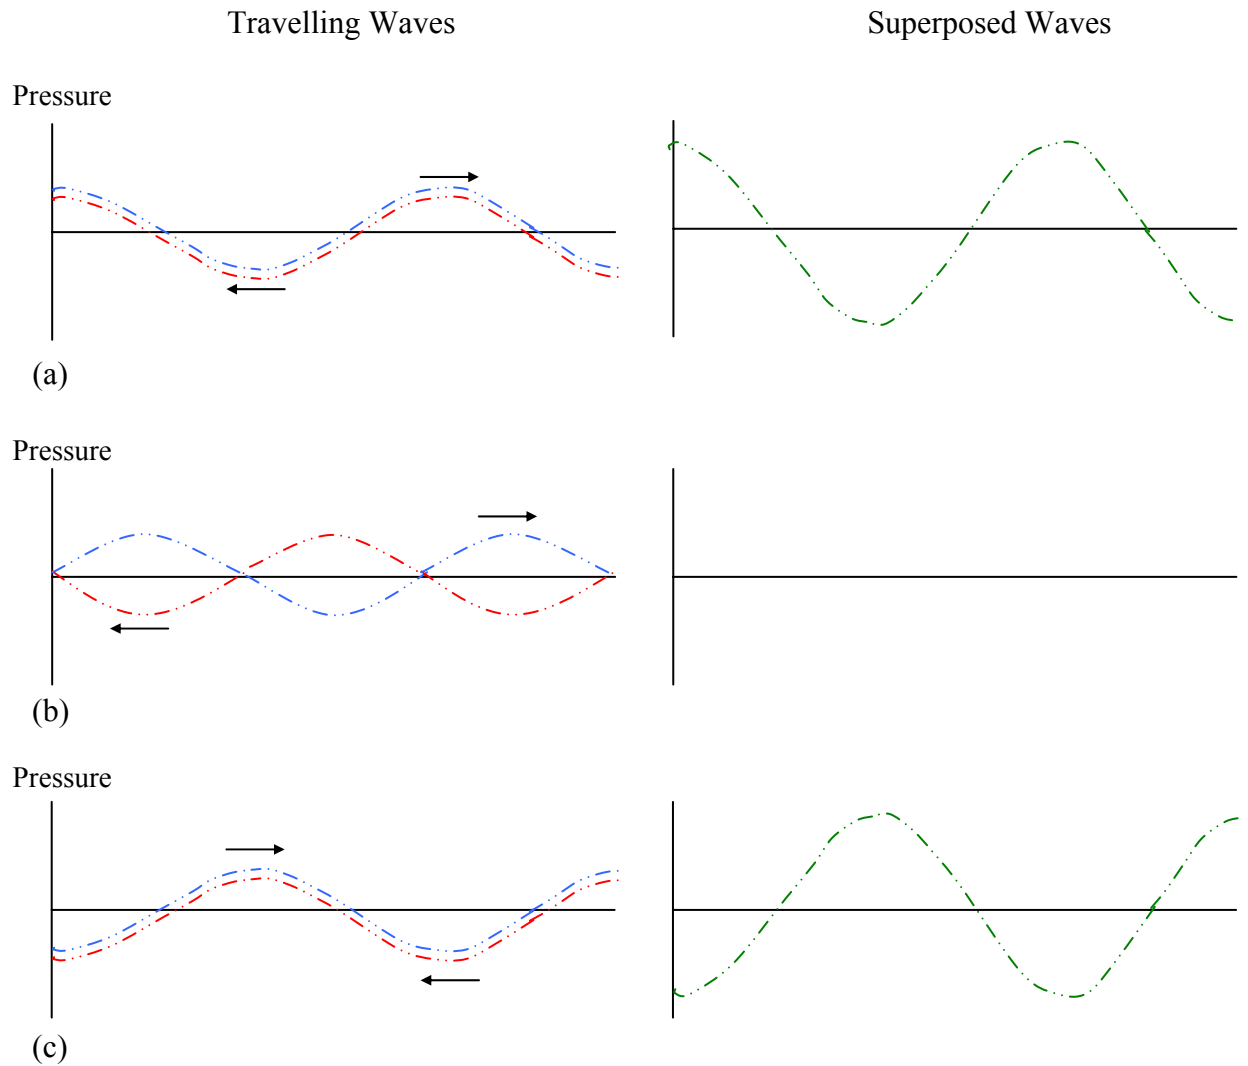 Travelling Waves
Superposed Waves
Pressure
(a)
Pressure
(b)
Pressure
(c)